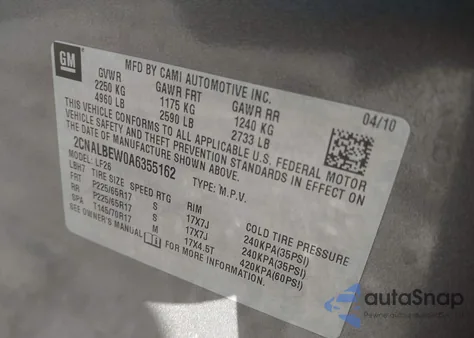 GM
MFD BY CAMI AUTOMOTIVE INC.
04/10
GVWR GAWR FRT GAWR RR
2250 KG 1175 KG 1240 KG
4950 LB 2590 LB 2733 LB
THIS VEHICLE CONFORMS TO ALL APPLICABLE U.S. FEDERAL MOTOR
VEHICLE SAFETY AND THEFT PREVENTION STANDARDS IN EFFECT ON
THE DATE OF MANUFACTURE SHOWN ABOVE.
2CNALBEW0A6355162 TYPE: M.P.V.
MODEL: LF26
LBH7 TIRE SIZE SPEED RTG RIM COLD TIRE PRESSURE
FRT P225/65R17 S 17X7J 240KPA(35PSI)
RR P225/65R17 S 17X7J 240KPA(35PSI)
SPA T145/70R17 M 17X4.5T 420KPA(60PSI)
SEE OWNER'S MANUAL FOR MORE INFORMATION.
autoSnap